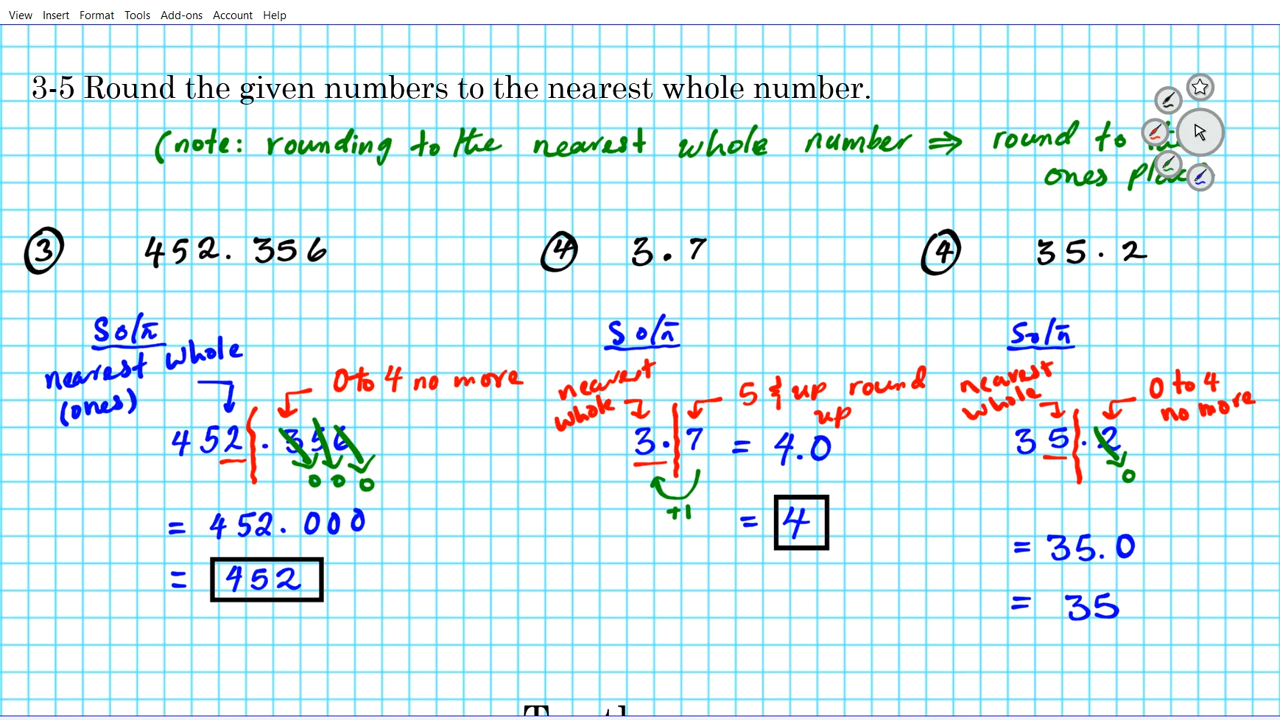 View Insert Format Tools Add-ons Account Help
3-5 Round the given numbers to the nearest whole number.
(note: rounding to the nearest whole number ⇒ round to
ones
③ 452.356
④ 3.7
④ 35.2
Sol/n
nearest whole
(ones)
0 to 4 no more
452.356
0 0 0
= 452.000
= 452
Sol/n
nearest
whole
5 & up round
up
3.7 = 4.0
+1
= 4
Sol/n
nearest
whole
0 to 4
no more
35.2
0
= 35.0
= 35